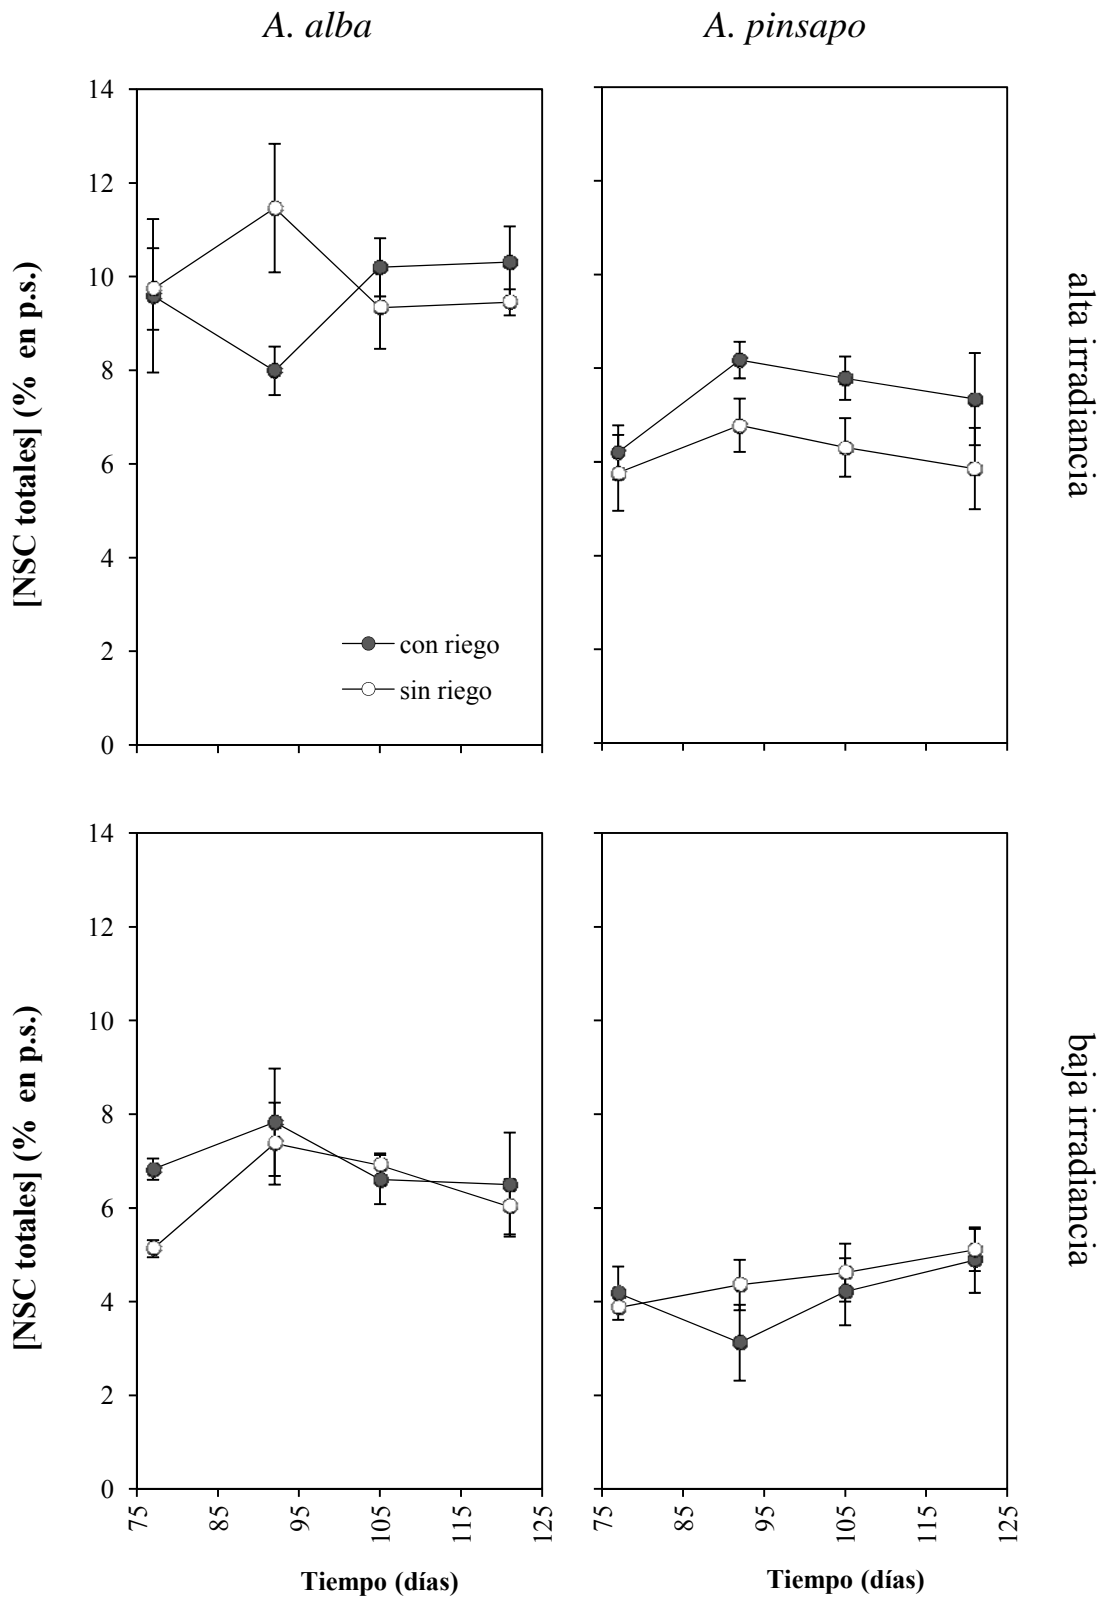 A. alba
A. pinsapo
14
12
10
8
6
4
2
0
[NSC totales] (% en p.s.)
con riego
sin riego
alta irradiancia
14
12
10
8
6
4
2
0
[NSC totales] (% en p.s.)
baja irradiancia
75
85
95
105
115
125
75
85
95
105
115
125
Tiempo (días)
Tiempo (días)